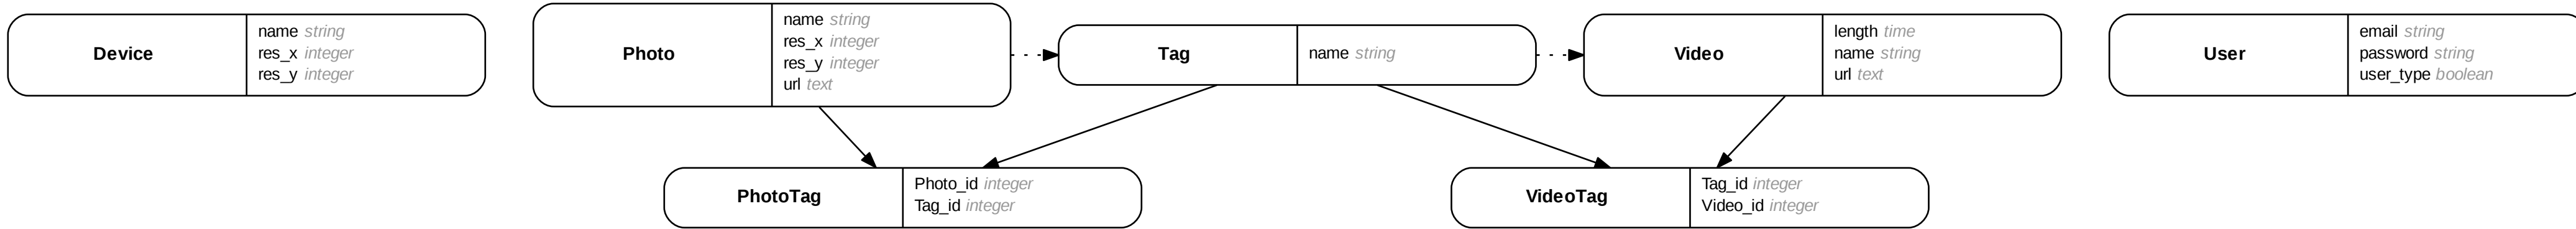 Device
name string
res_x integer
res_y integer
Photo
name string
res_x integer
res_y integer
url text
Tag
name string
Video
length time
name string
url text
User
email string
password string
user_type boolean
PhotoTag
Photo_id integer
Tag_id integer
VideoTag
Tag_id integer
Video_id integer